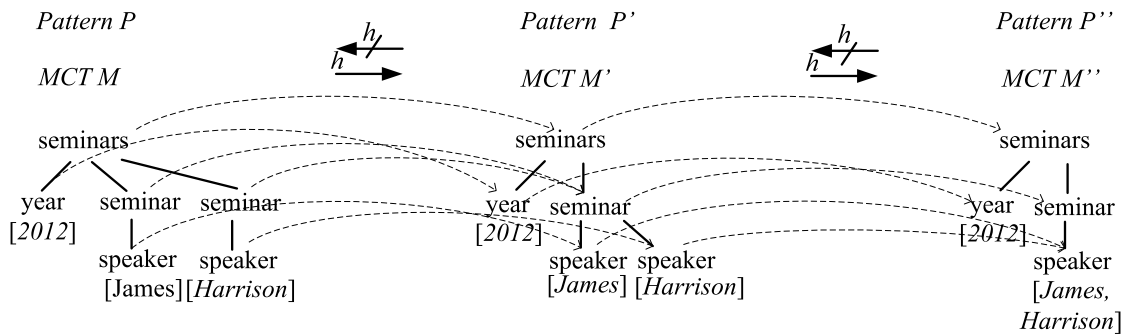 Pattern P
Pattern P’
Pattern P’’
h
h
h
h
MCT M
MCT M’
MCT M’’
seminars
seminars
seminars
year
seminar
seminar
year
seminar
year
seminar
[2012]
[2012]
[2012]
speaker
speaker
speaker
speaker
speaker
[James]
[Harrison]
[James]
[Harrison]
[James,
Harrison]